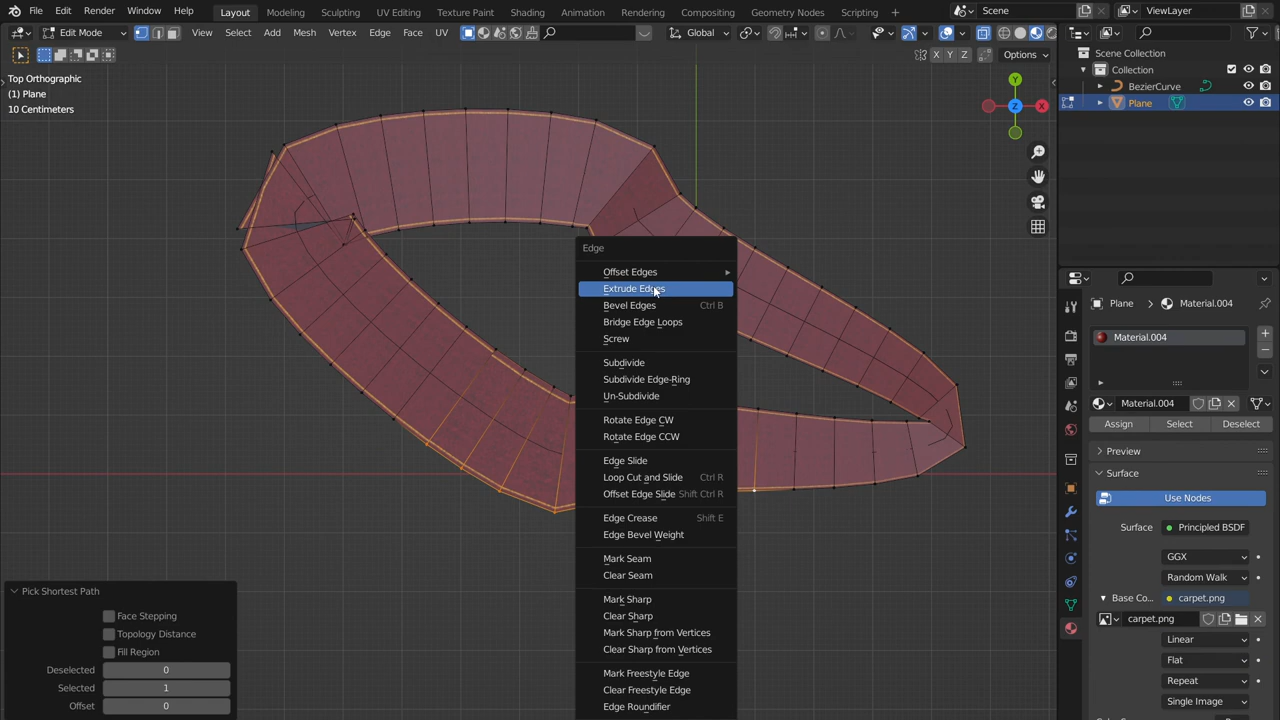 File Edit Render Window Help Layout Modeling Sculpting UV Editing Texture Paint Shading Animation Rendering Compositing Geometry Nodes Scripting + Scene ViewLayer
Edit Mode View Select Add Mesh Vertex Edge Face UV Global
X Y Z Options
Top Orthographic
(1) Plane
10 Centimeters
Y
X
Z
Scene Collection
Collection
BezierCurve
Plane
Edge
Offset Edges
Extrude Edges
Bevel Edges Ctrl B
Bridge Edge Loops
Screw
Subdivide
Subdivide Edge-Ring
Un-Subdivide
Rotate Edge CW
Rotate Edge CCW
Edge Slide
Loop Cut and Slide Ctrl R
Offset Edge Slide Shift Ctrl R
Edge Crease Shift E
Edge Bevel Weight
Mark Seam
Clear Seam
Mark Sharp
Clear Sharp
Mark Sharp from Vertices
Clear Sharp from Vertices
Mark Freestyle Edge
Clear Freestyle Edge
Edge Roundifier
Pick Shortest Path
Face Stepping
Topology Distance
Fill Region
Deselected 0
Selected 1
Offset 0
Plane > Material.004
Material.004
Material.004
Assign Select Deselect
Preview
Surface
Use Nodes
Surface Principled BSDF
GGX
Random Walk
Base Co... carpet.png
carpet.png
Linear
Flat
Repeat
Single Image